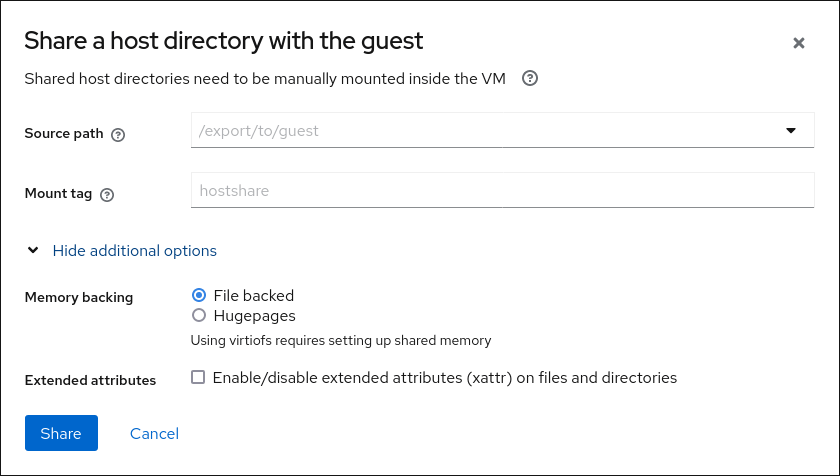 Share a host directory with the guest
Shared host directories need to be manually mounted inside the VM
Source path
/export/to/guest
Mount tag
hostshare
Hide additional options
Memory backing
File backed
Hugepages
Using virtiofs requires setting up shared memory
Extended attributes
Enable/disable extended attributes (xattr) on files and directories
Share
Cancel